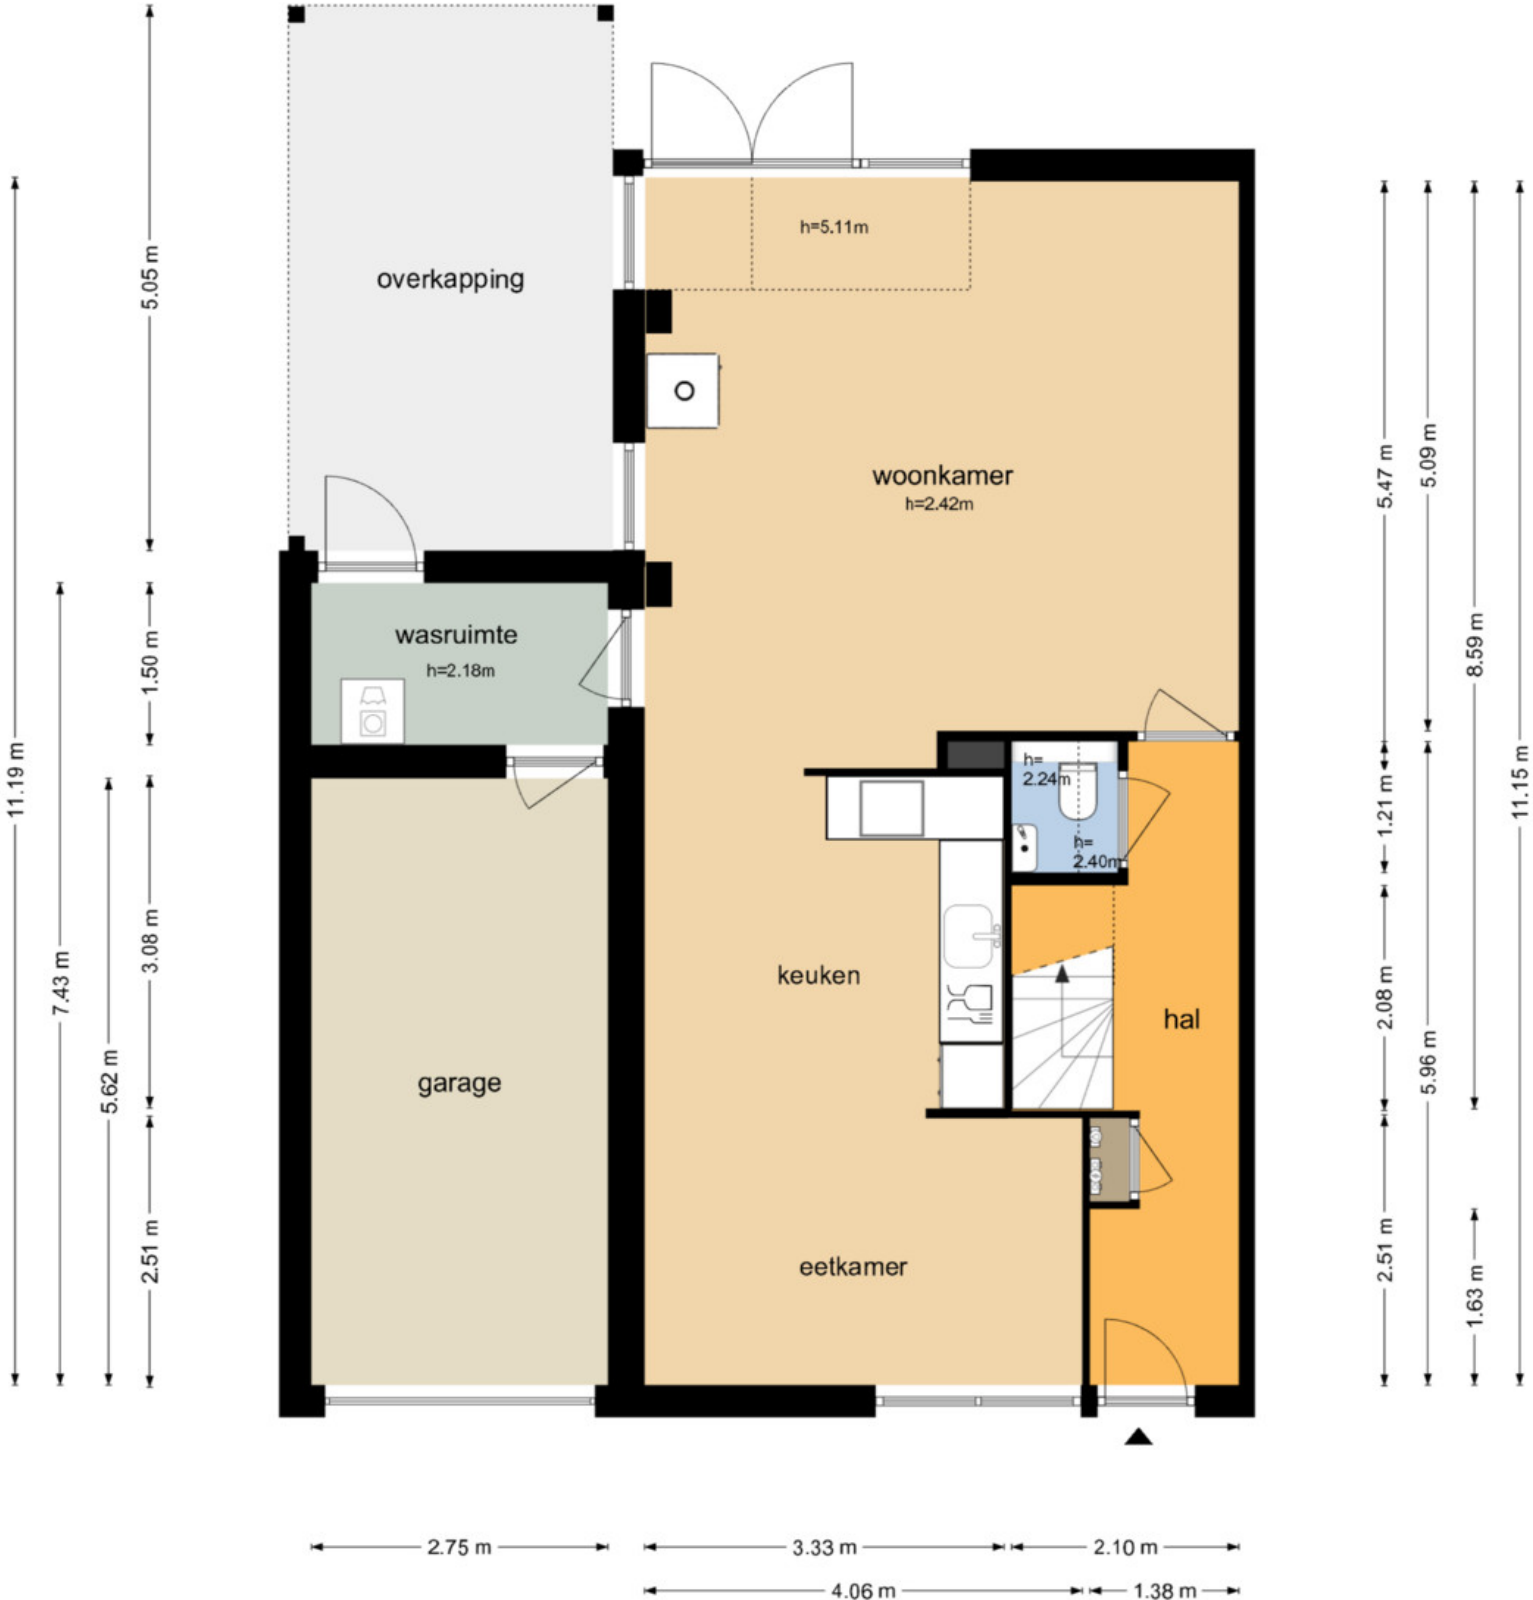 h=5.11m
overkapping
5.05 m
woonkamer
h=2.42m
5.47 m
5.09 m
wasruimte
h=2.18m
1.50 m
8.59 m
11.19 m
11.15 m
h=
2.24m
h=
2.40m
1.21 m
3.08 m
7.43 m
keuken
2.08 m
hal
garage
5.62 m
5.96 m
eetkamer
2.51 m
2.51 m
1.63 m
2.75 m
3.33 m
2.10 m
4.06 m
1.38 m